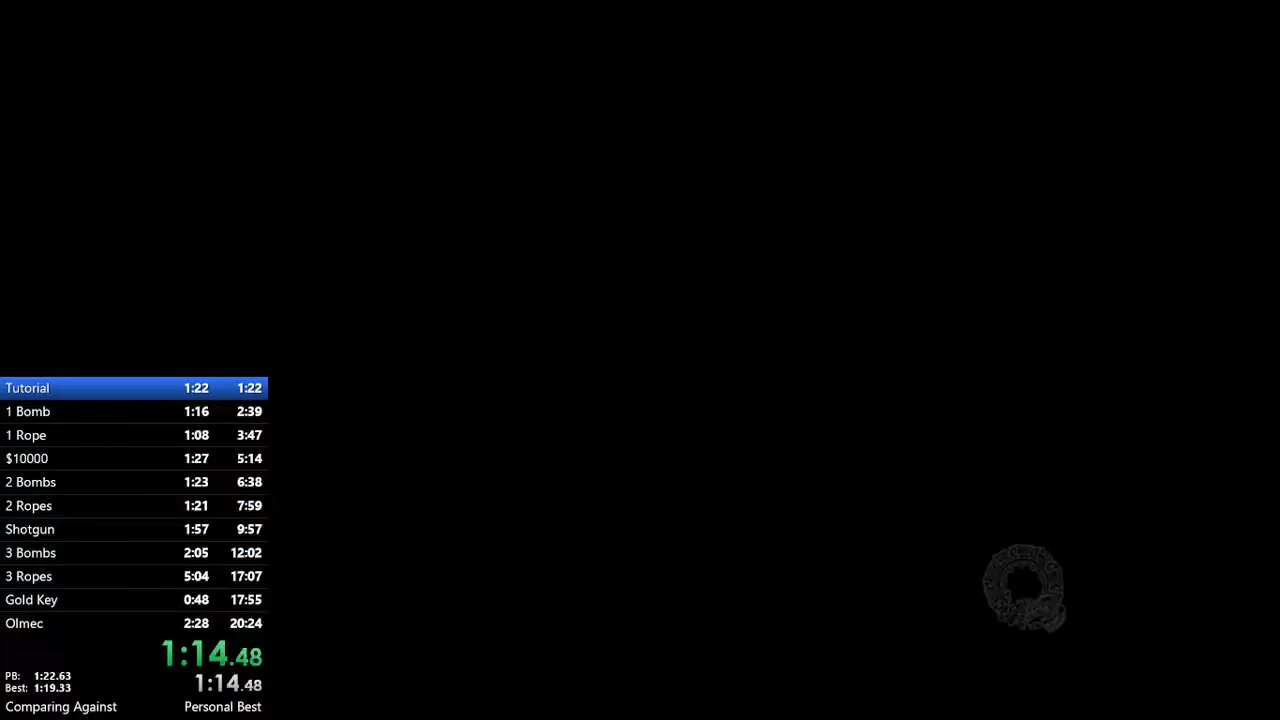 Tutorial 1:22 1:22
1 Bomb 1:16 2:39
1 Rope 1:08 3:47
$10000 1:27 5:14
2 Bombs 1:23 6:38
2 Ropes 1:21 7:59
Shotgun 1:57 9:57
3 Bombs 2:05 12:02
3 Ropes 5:04 17:07
Gold Key 0:48 17:55
Olmec 2:28 20:24
1:14.48
PB: 1:22.63
Best: 1:19.33 1:14.48
Comparing Against Personal Best